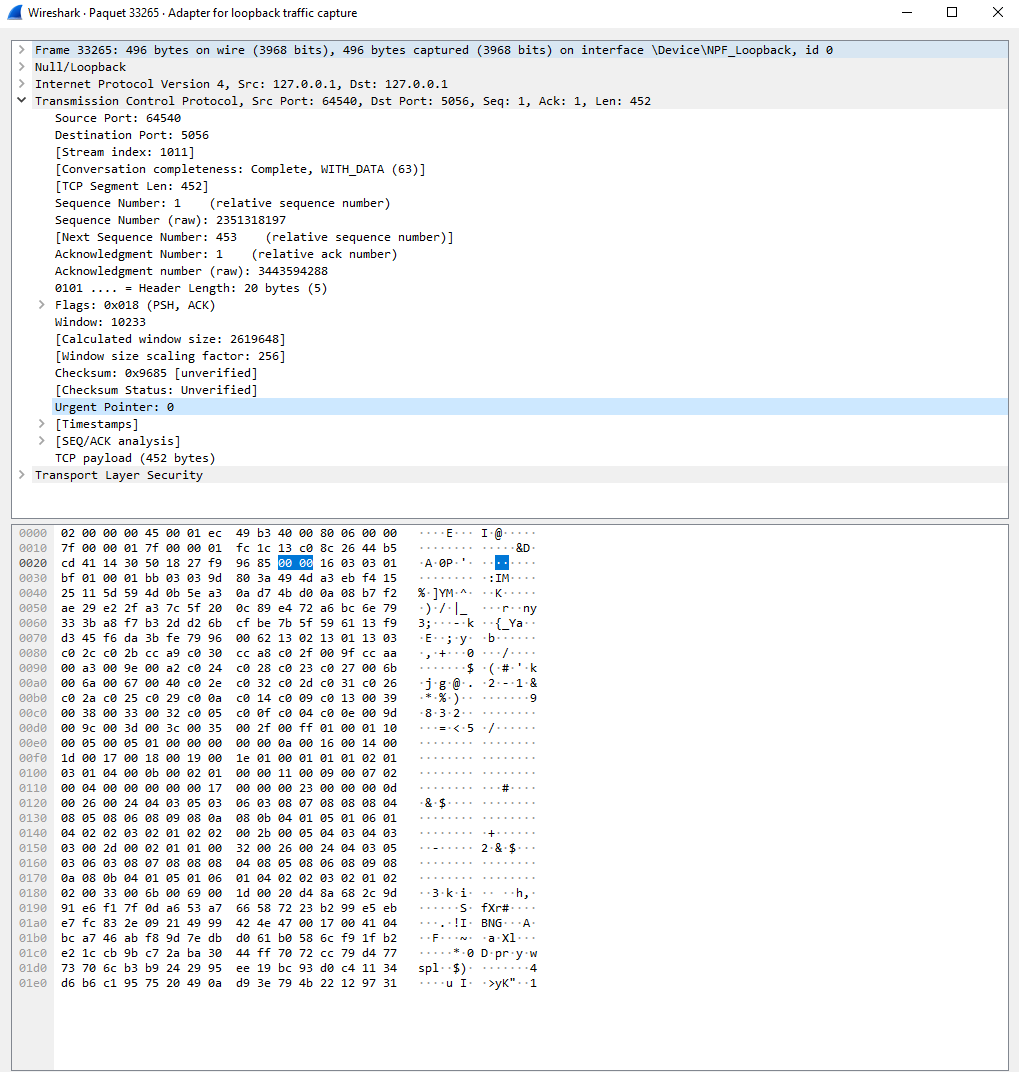 Wireshark · Paquet 33265 · Adapter for loopback traffic capture
Frame 33265: 496 bytes on wire (3968 bits), 496 bytes captured (3968 bits) on interface \Device\NPF_Loopback, id 0
Null/Loopback
Internet Protocol Version 4, Src: 127.0.0.1, Dst: 127.0.0.1
Transmission Control Protocol, Src Port: 64540, Dst Port: 5056, Seq: 1, Ack: 1, Len: 452
Source Port: 64540
Destination Port: 5056
[Stream index: 1011]
[Conversation completeness: Complete, WITH_DATA (63)]
[TCP Segment Len: 452]
Sequence Number: 1    (relative sequence number)
Sequence Number (raw): 2351318197
[Next Sequence Number: 453    (relative sequence number)]
Acknowledgment Number: 1    (relative ack number)
Acknowledgment number (raw): 3443594288
0101 .... = Header Length: 20 bytes (5)
Flags: 0x018 (PSH, ACK)
Window: 10233
[Calculated window size: 2619648]
[Window size scaling factor: 256]
Checksum: 0x9685 [unverified]
[Checksum Status: Unverified]
Urgent Pointer: 0
[Timestamps]
[SEQ/ACK analysis]
TCP payload (452 bytes)
Transport Layer Security
0000 02 00 00 00 45 00 01 ec 49 b3 40 00 80 06 00 00 ····E··· I·@·····
0010 7f 00 00 01 7f 00 00 01 fc 1c 13 c0 8c 26 44 b5 ········ ·····&D·
0020 cd 41 14 30 50 18 27 f9 96 85 00 00 16 03 03 01 ·A·0P·'· ········
0030 bf 01 00 01 bb 03 03 9d 80 3a 49 4d a3 eb f4 15 ········ ·:IM····
0040 25 11 5d 59 4d 0b 5e a3 0a d7 4b d0 0a 08 b7 f2 %·]YM·^· ··K·····
0050 ae 29 e2 2f a3 7c 5f 20 0c 89 e4 72 a6 bc 6e 79 ·)·/·|_  ···r··ny
0060 33 3b a8 f7 b3 2d d2 6b cf be 7b 5f 59 61 13 f8 3;···-·k ··{_Ya··
0070 d3 45 f6 da 3b fe 79 96 00 62 13 02 13 01 13 03 ·E··;·y· ·b······
0080 c0 2c c0 2b cc a9 c0 30 cc a8 c0 2f 00 9f cc aa ·,·+···0 ···/····
0090 00 a3 00 9e 00 a2 c0 24 c0 28 c0 23 c0 27 00 6b ·······$ ·(·#·'·k
00a0 00 6a 00 67 00 40 c0 2e c0 32 c0 2d c0 31 c0 26 ·j·g·@·. ·2·-·1·&
00b0 c0 2a c0 25 c0 29 c0 0a c0 14 c0 09 c0 13 00 39 ·*·%·)·· ·······9
00c0 00 38 00 33 00 32 c0 05 c0 0f c0 04 c0 0e 00 9d ·8·3·2·· ········
00d0 00 9c 00 3d 00 3c 00 35 00 2f 00 ff 01 00 01 10 ···=·<·5 ·/······
00e0 00 05 00 05 01 00 00 00 00 00 0a 00 16 00 14 00 ········ ········
00f0 1d 00 17 00 18 00 19 00 1e 01 00 01 01 01 02 01 ········ ········
0100 03 01 04 00 0b 00 02 01 00 00 11 00 09 00 07 02 ········ ········
0110 00 04 00 00 00 00 00 17 00 00 00 23 00 00 00 0d ········ ···#····
0120 00 26 00 24 04 03 05 03 06 03 08 07 08 08 08 04 ·&·$···· ········
0130 08 05 08 06 08 09 08 0a 08 0b 04 01 05 01 06 01 ········ ········
0140 04 02 02 03 02 01 02 02 00 2b 00 05 04 03 04 03 ········ ·+······
0150 03 00 2d 00 02 01 01 00 32 00 26 00 24 04 03 05 ··-····· 2·&·$···
0160 03 06 03 08 07 08 08 08 04 08 05 08 06 08 09 08 ········ ········
0170 0a 08 0b 04 01 05 01 06 01 04 02 02 03 02 01 02 ········ ········
0180 02 00 33 00 6b 00 69 00 1d 00 20 d4 8a 68 2c 9d ··3·k·i· ·· ··h,·
0190 91 e6 f1 7f 0d a6 53 a7 66 58 72 23 b2 99 e5 eb ······S· fXr#····
01a0 e7 fc 83 2e 09 21 49 99 42 4e 47 00 17 00 41 04 ···.·!I· BNG···A·
01b0 bc a7 46 ab f8 9d 7e db d0 61 b0 58 6c f9 1f b2 ··F···~· ·a·Xl···
01c0 e2 1c cb 9b c7 2a ba 30 44 ff 70 72 cc 79 d4 77 ·····*·0 D·pr·y·w
01d0 73 70 6c b3 b9 24 29 95 ee 19 bc 93 d0 c4 11 34 spl··$)· ·······4
01e0 d6 b6 c1 95 75 20 49 0a d9 3e 79 4b 22 12 97 31 ····u I· ·>yK"··1